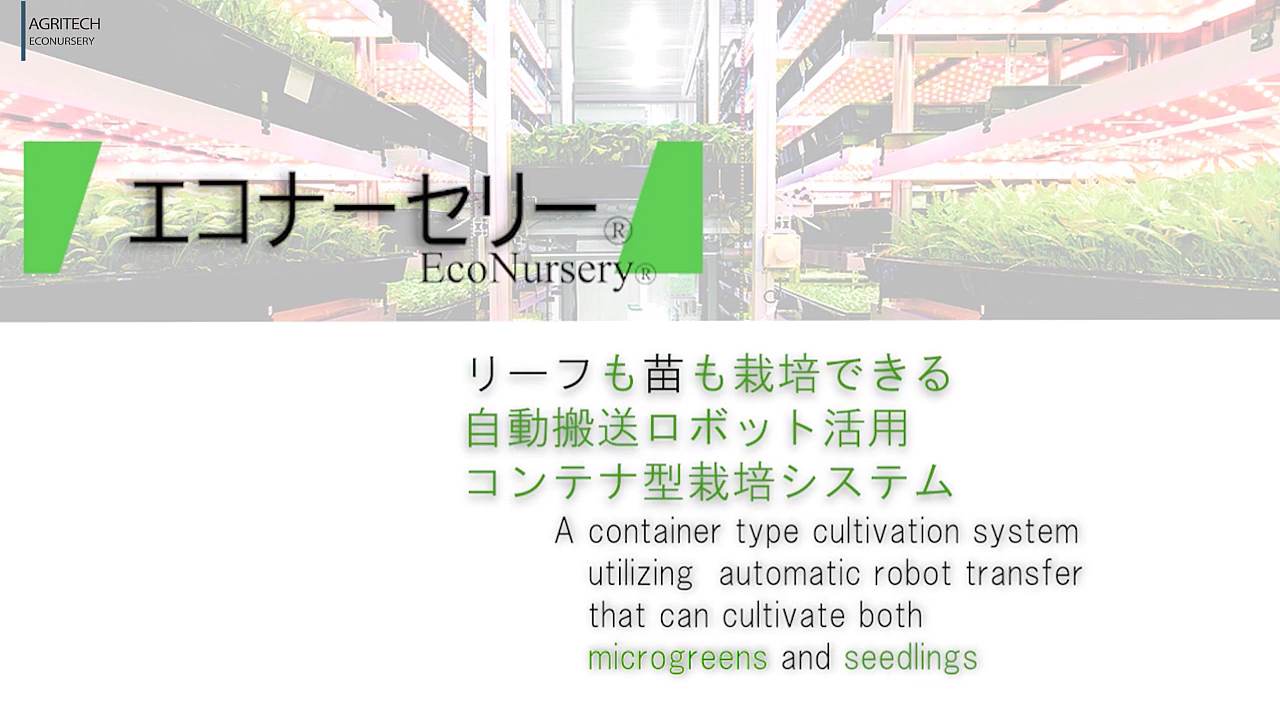 AGRITECH
ECONURSERY
エコナーセリー®
EcoNursery®
リーフも苗も栽培できる
自動搬送ロボット活用
コンテナ型栽培システム
A container type cultivation system
utilizing automatic robot transfer
that can cultivate both
microgreens and seedlings